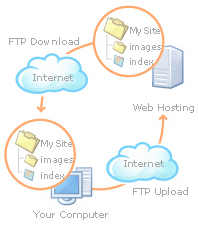 My Site
FTP Download
images
index
Internet
Web Hosting
My Site
images
index
Internet
FTP Upload
Your Computer